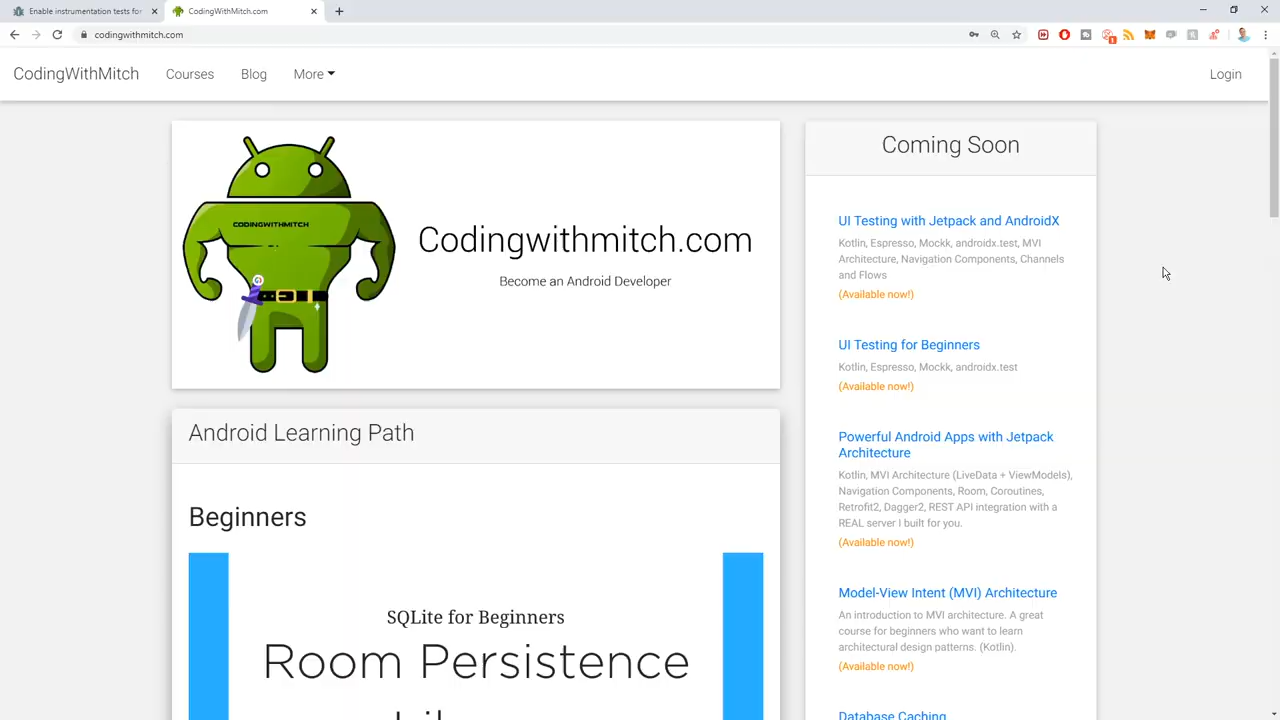 Enable instrumentation tests for
CodingWithMitch.com
codingwithmitch.com
CodingWithMitch
Courses
Blog
More
Login
CODINGWITHMITCH
Codingwithmitch.com
Become an Android Developer
Android Learning Path
Beginners
SQLite for Beginners
Room Persistence
Coming Soon
UI Testing with Jetpack and AndroidX
Kotlin, Espresso, Mockk, androidx.test, MVI
Architecture, Navigation Components, Channels
and Flows
(Available now!)
UI Testing for Beginners
Kotlin, Espresso, Mockk, androidx.test
(Available now!)
Powerful Android Apps with Jetpack
Architecture
Kotlin, MVI Architecture (LiveData + ViewModels),
Navigation Components, Room, Coroutines,
Retrofit2, Dagger2, REST API integration with a
REAL server I built for you.
(Available now!)
Model-View Intent (MVI) Architecture
An introduction to MVI architecture. A great
course for beginners who want to learn
architectural design patterns. (Kotlin).
(Available now!)
Database Caching